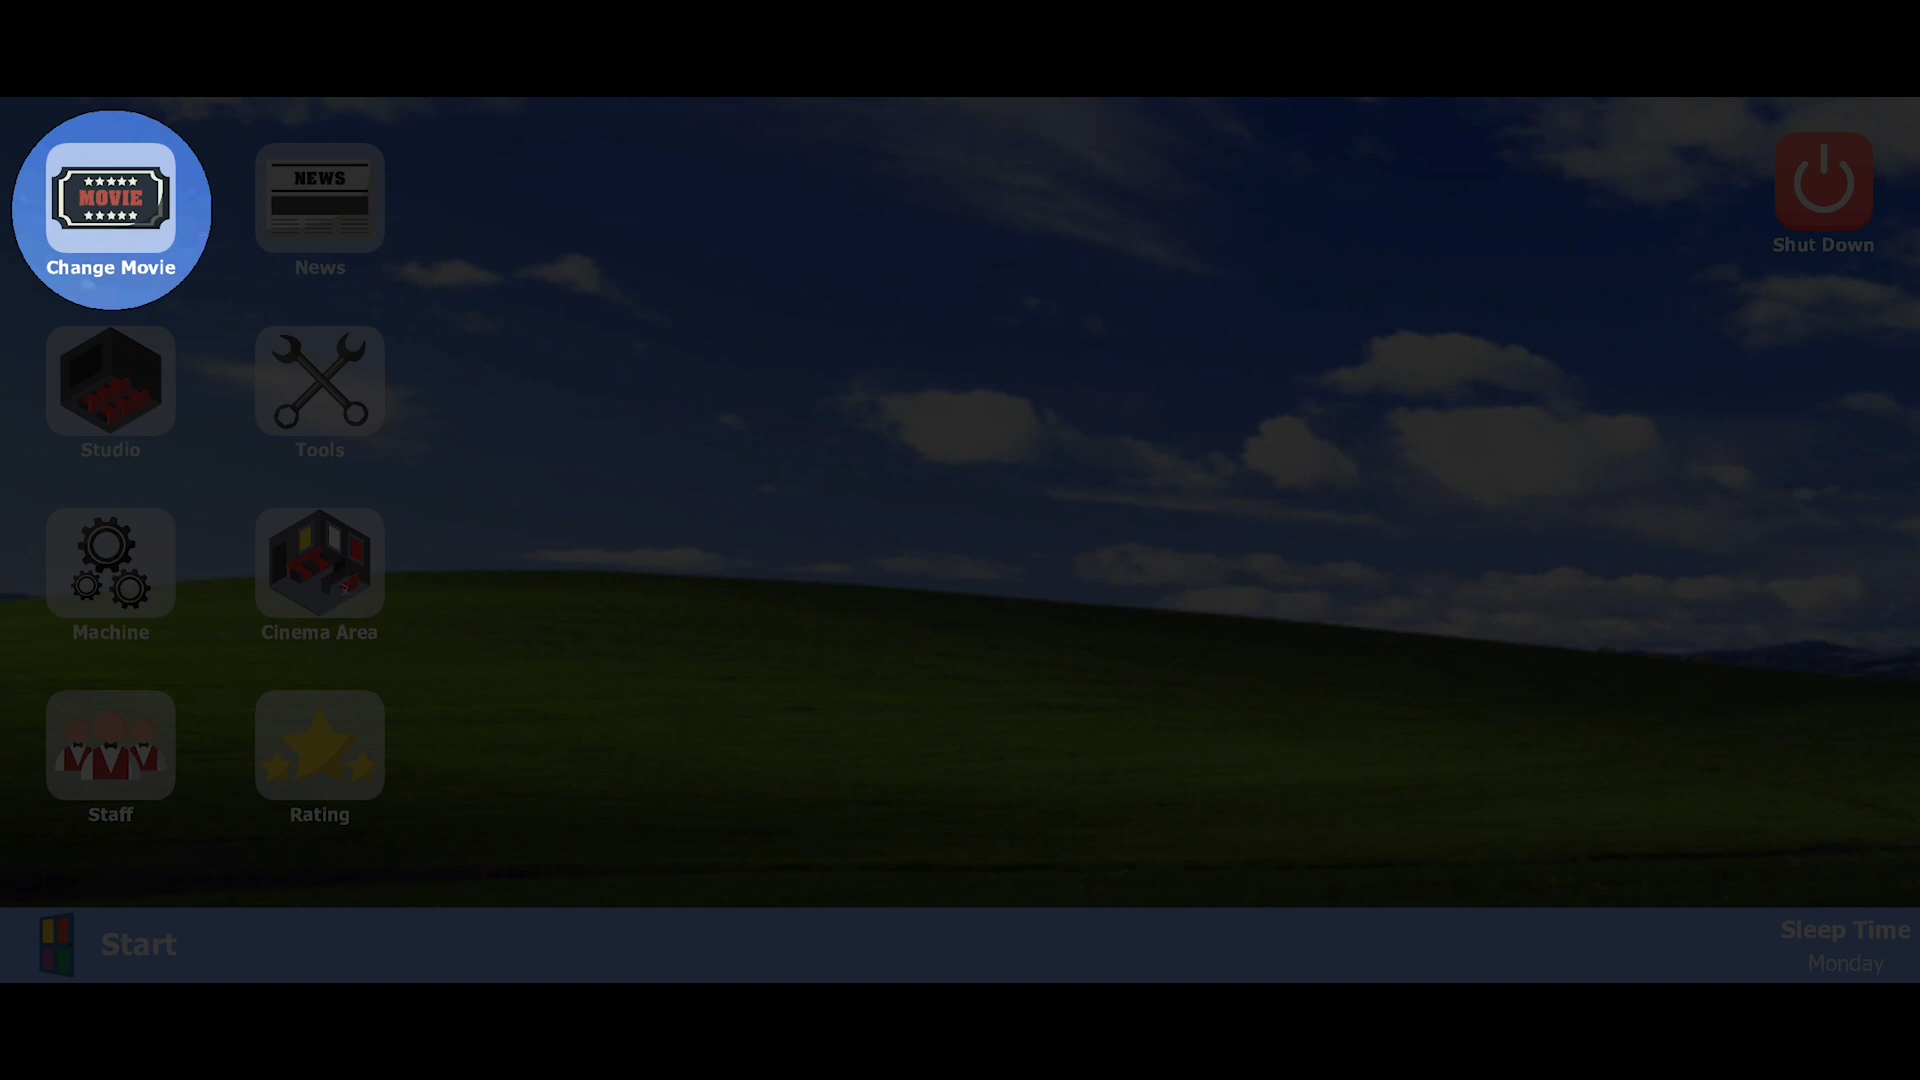 MOVIE
Change Movie
NEWS
News
Shut Down
Studio
Tools
Machine
Cinema Area
Staff
Rating
Start
Sleep Time
Monday